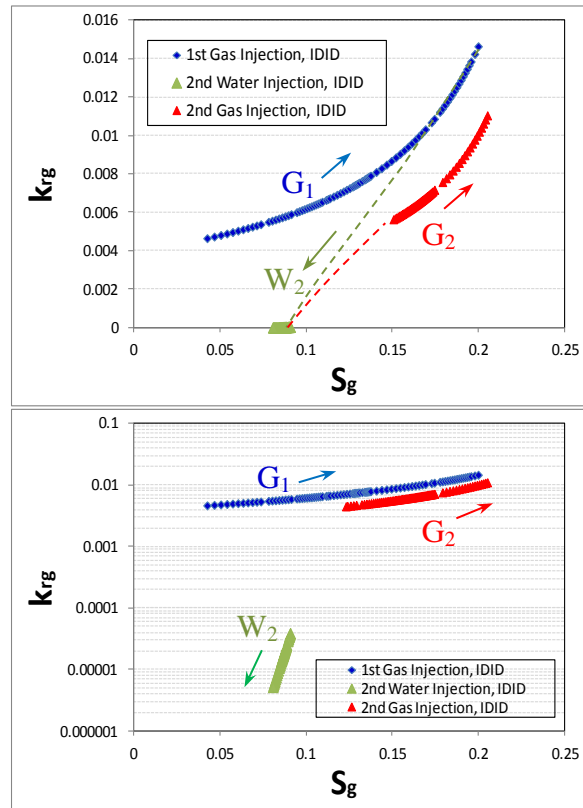 0.016
0.014
0.012
0.01
0.008
0.006
0.004
0.002
0
krg
1st Gas Injection, IDID
2nd Water Injection, IDID
2nd Gas Injection, IDID
G1
G2
W2
0 0.05 0.1 0.15 0.2 0.25
Sg
0.1
0.01
0.001
0.0001
0.00001
0.000001
krg
G1
G2
W2
1st Gas Injection, IDID
2nd Water Injection, IDID
2nd Gas Injection, IDID
0 0.05 0.1 0.15 0.2 0.25
Sg